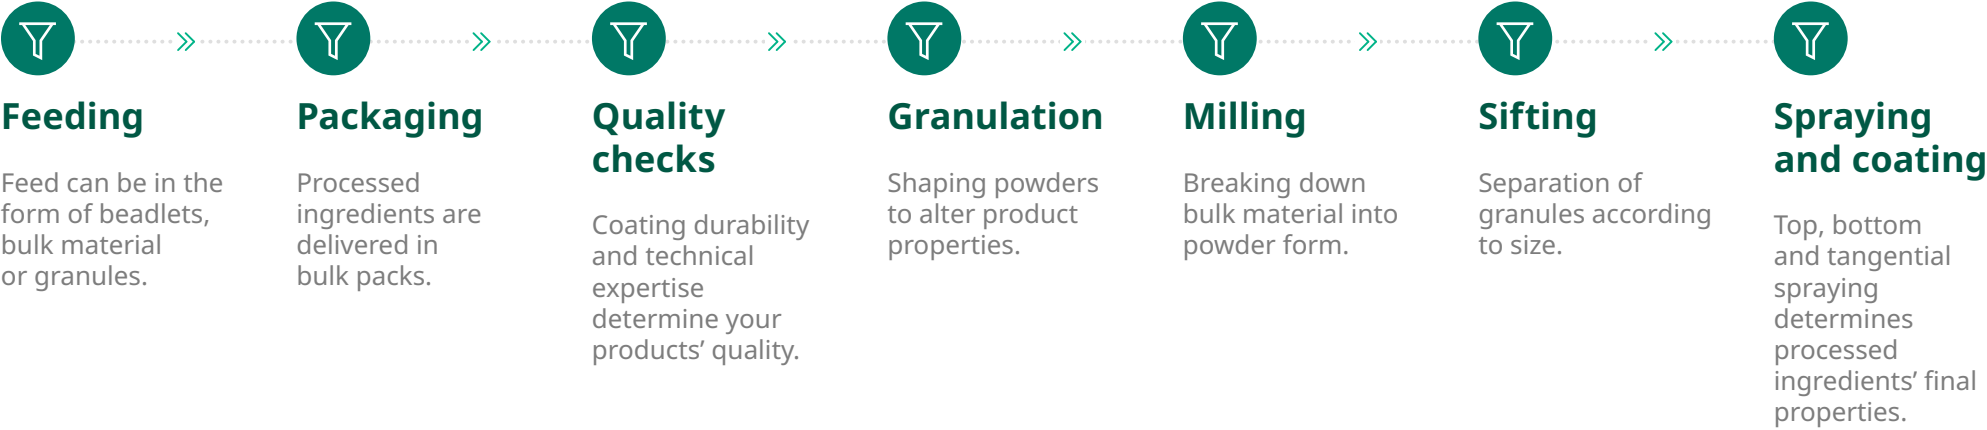 Feeding
Feed can be in the
form of beadlets,
bulk material
or granules.
Packaging
Processed
ingredients are
delivered in
bulk packs.
Quality
checks
Coating durability
and technical
expertise
determine your
products’ quality.
Granulation
Shaping powders
to alter product
properties.
Milling
Breaking down
bulk material into
powder form.
Sifting
Separation of
granules according
to size.
Spraying
and coating
Top, bottom
and tangential
spraying
determines
processed
ingredients’ final
properties.